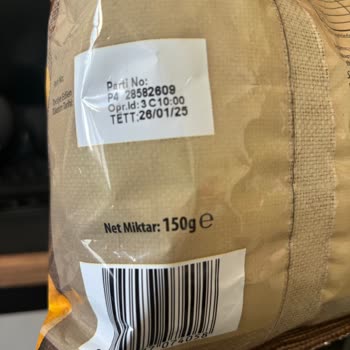 Parti No:
P4 28582609
Opr.Id: 3 C10:00
TETT:26/01/25
Net Miktar: 150g e